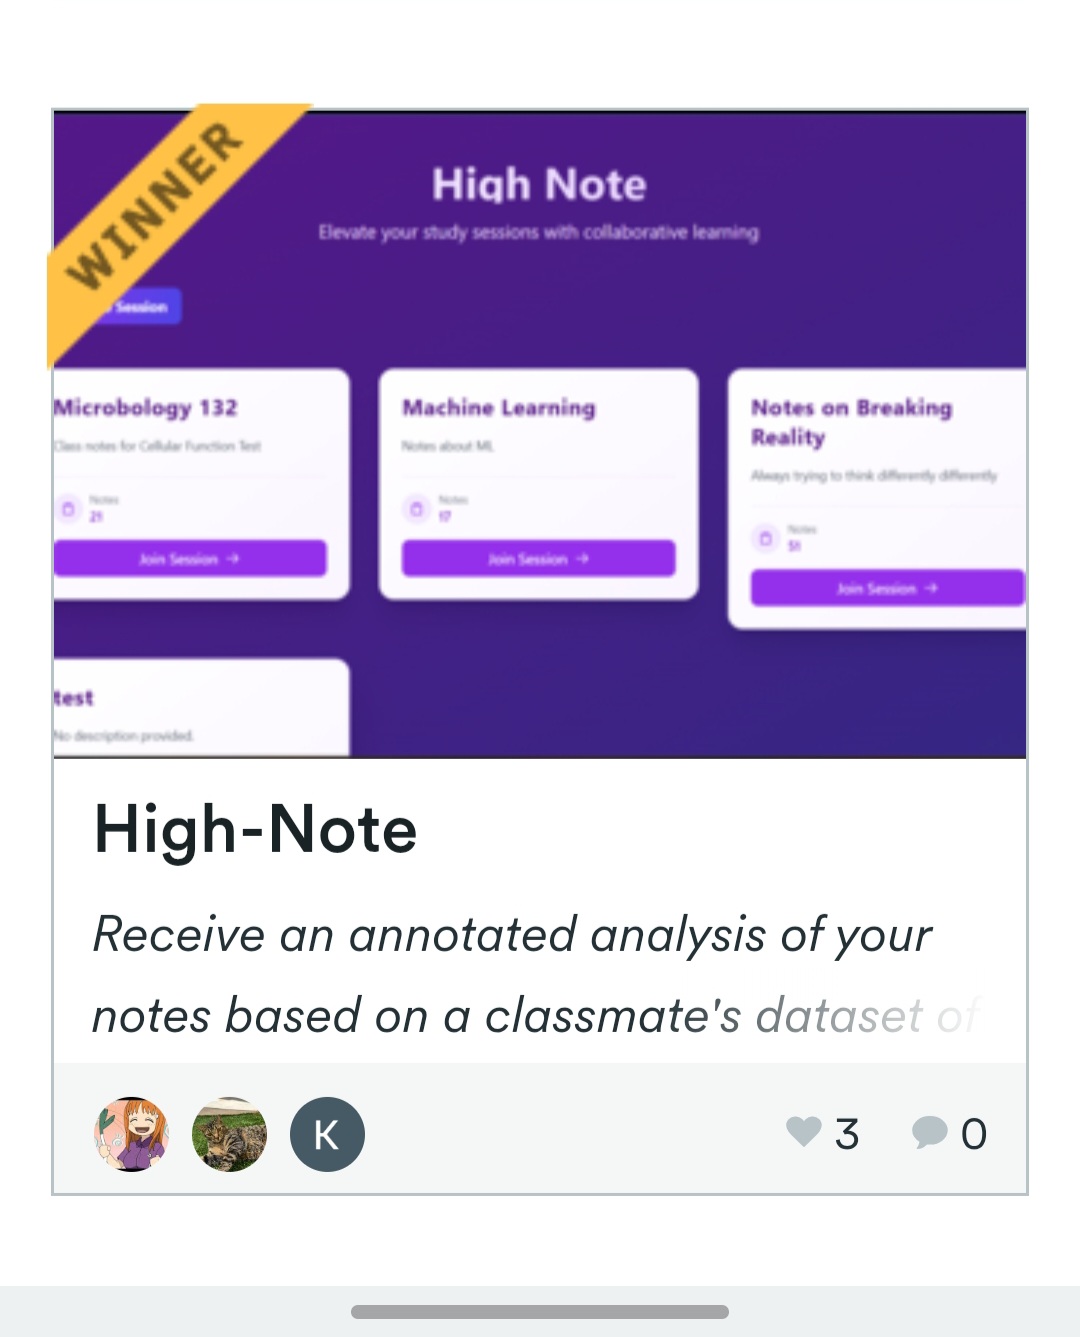 WINNER
High Note
Elevate your study sessions with collaborative learning
Session
Microbology 132
Class notes for Cellular Function Test
Notes
21
Join Session →
Machine Learning
Notes about ML
Notes
17
Join Session →
Notes on Breaking
Reality
Always trying to think differently differently
Notes
51
Join Session →
test
No description provided.
High-Note
Receive an annotated analysis of your
notes based on a classmate's dataset of
K
3
0